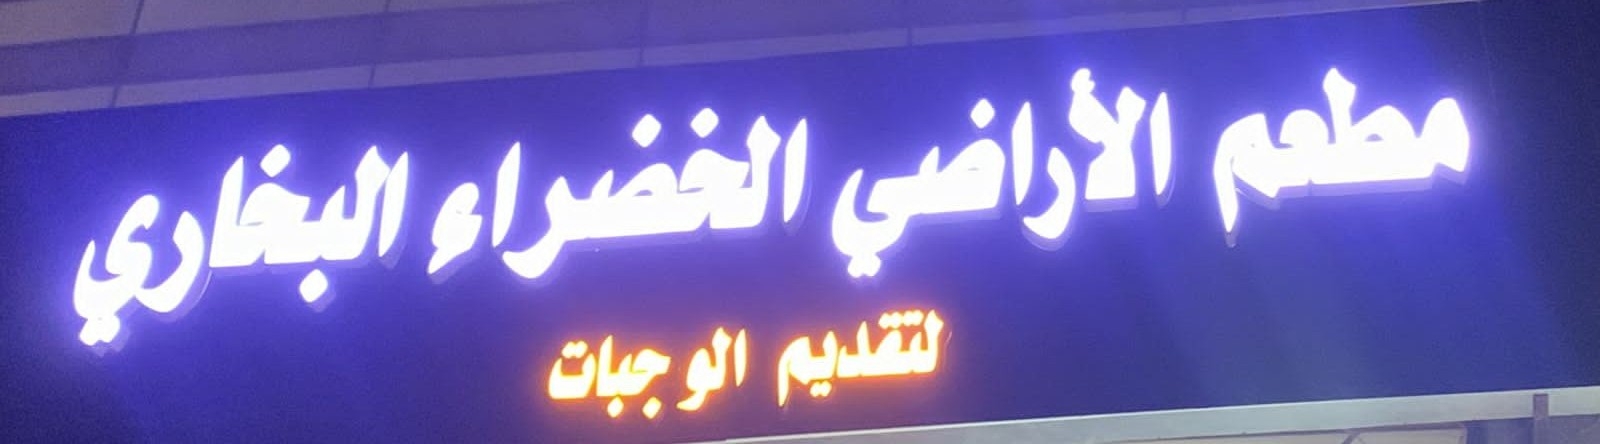 مطعم الأراضي الخضراء البخاري
لتقديم الوجبات